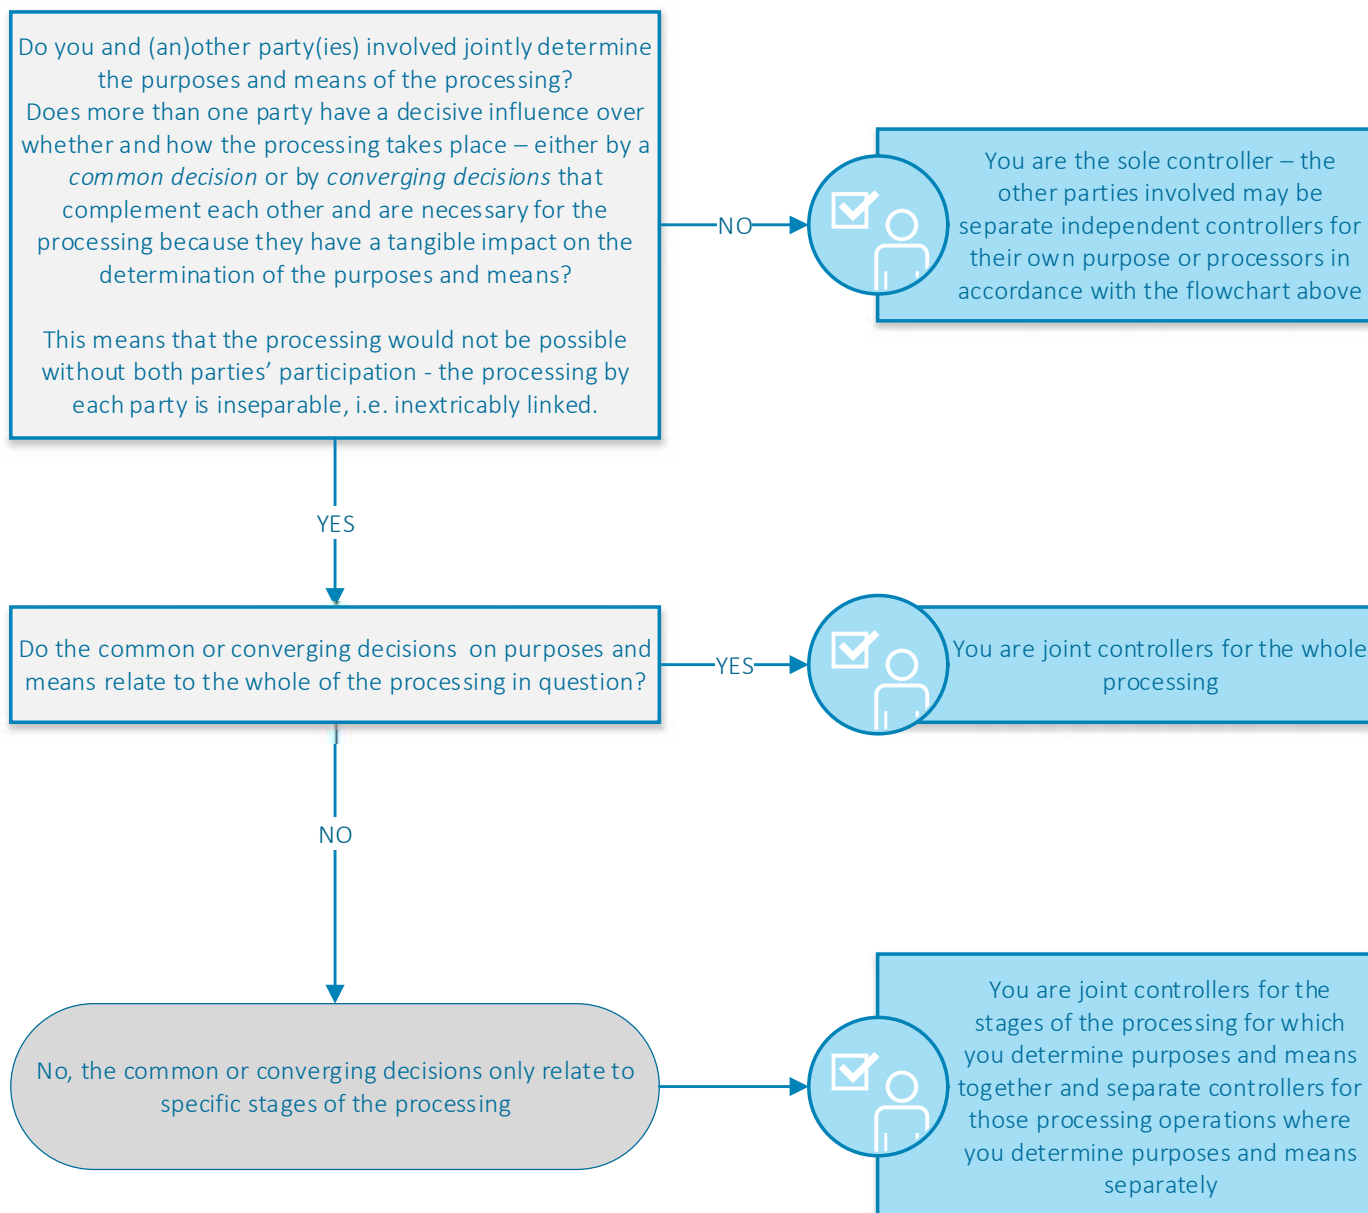 Do you and (an)other party(ies) involved jointly determine
the purposes and means of the processing?
Does more than one party have a decisive influence over
whether and how the processing takes place – either by a
common decision or by converging decisions that
complement each other and are necessary for the
processing because they have a tangible impact on the
determination of the purposes and means?
This means that the processing would not be possible
without both parties’ participation - the processing by
each party is inseparable, i.e. inextricably linked.
NO
You are the sole controller – the
other parties involved may be
separate independent controllers for
their own purpose or processors in
accordance with the flowchart above
YES
Do the common or converging decisions on purposes and
means relate to the whole of the processing in question?
YES
You are joint controllers for the whole
processing
NO
No, the common or converging decisions only relate to
specific stages of the processing
You are joint controllers for the
stages of the processing for which
you determine purposes and means
together and separate controllers for
those processing operations where
you determine purposes and means
separately